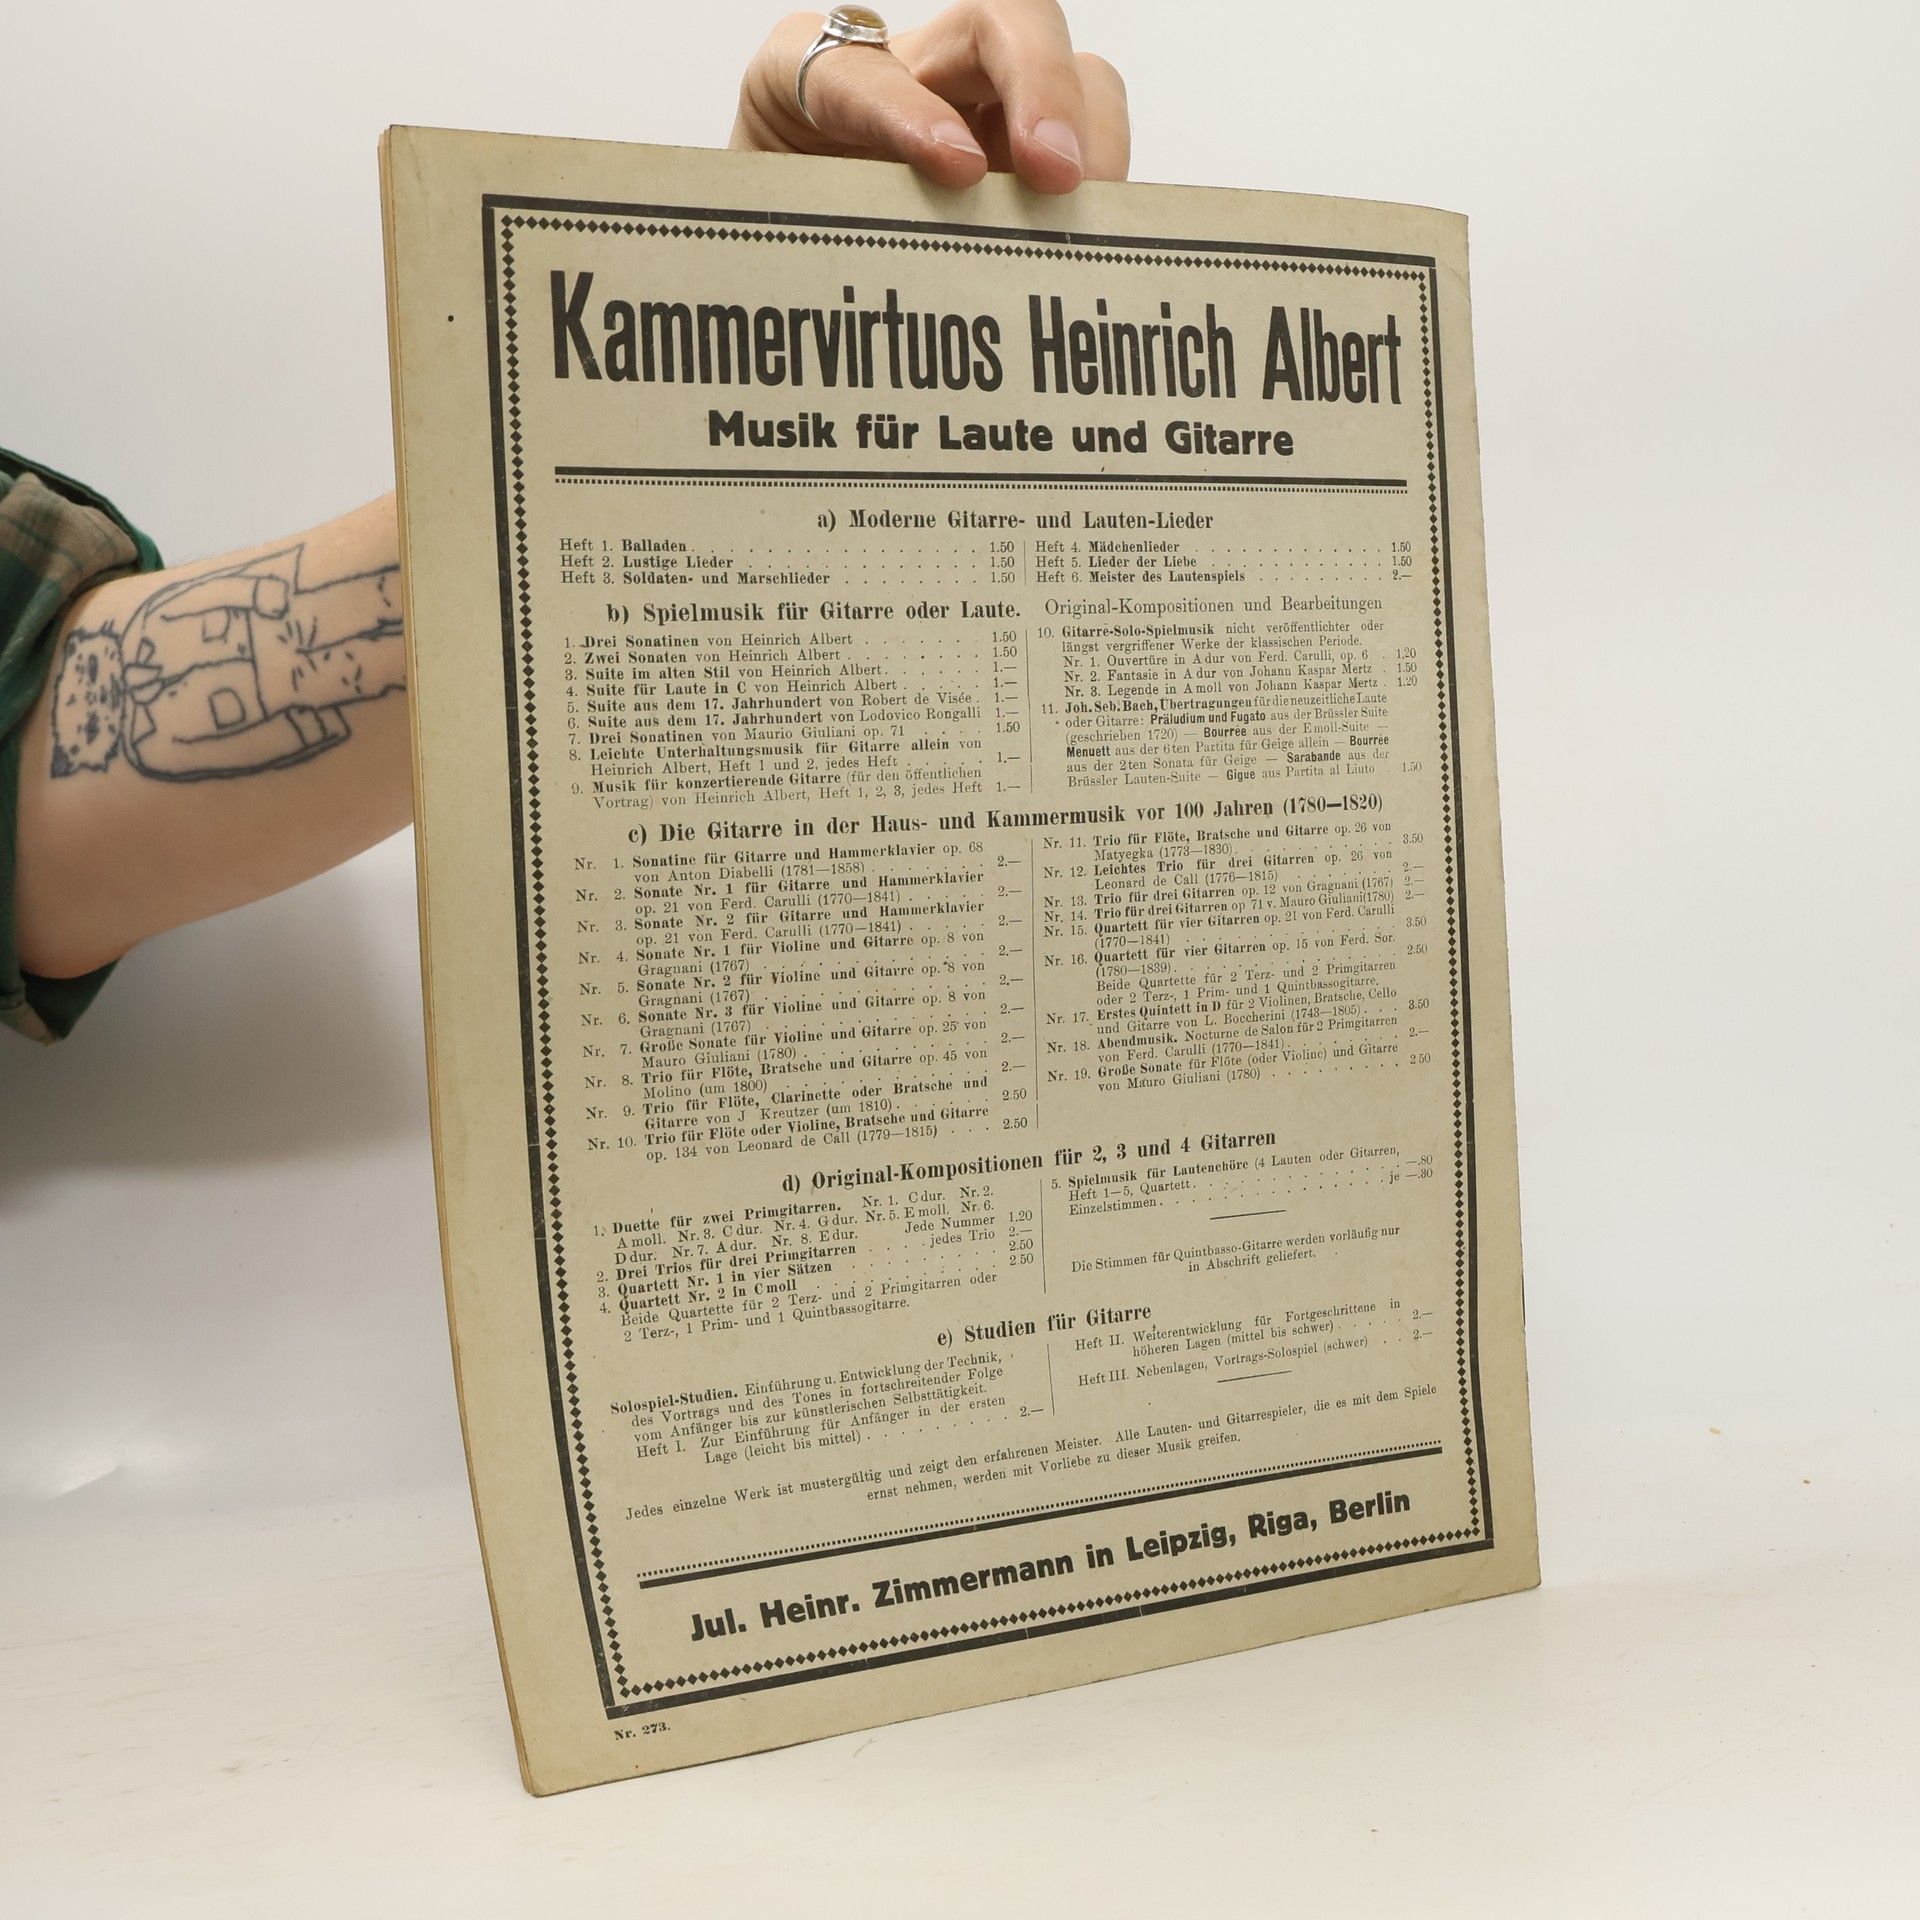 Kammervirtuos Heinrich Albert
Musik für Laute und Gitarre
a) Moderne Gitarre- und Lauten-Lieder
Heft 1. Balladen . . . 1.50
Heft 2. Lustige Lieder . . . 1.50
Heft 3. Soldaten- und Marschlieder . . . 1.50
Heft 4. Mädchenlieder . . . 1.50
Heft 5. Lieder der Liebe . . . 1.50
Heft 6. Meister des Lautenspiels . . . 2.—
b) Spielmusik für Gitarre oder Laute. Original-Kompositionen und Bearbeitungen
1. Drei Sonatinen von Heinrich Albert . . . 1.50
2. Zwei Sonaten von Heinrich Albert . . . 1.50
3. Suite im alten Stil von Heinrich Albert . . . 1.—
4. Suite für Laute in C von Heinrich Albert . . . 1.—
5. Suite aus dem 17. Jahrhundert von Robert de Visée . 1.—
6. Suite aus dem 17. Jahrhundert von Lodovico Rongalli 1.—
7. Drei Sonatinen von Maurio Giuliani op. 71 . . . 1.50
8. Leichte Unterhaltungsmusik für Gitarre allein von
Heinrich Albert, Heft 1 und 2, jedes Heft . . . 1.—
9. Musik für konzertierende Gitarre (für den öffentlichen
Vortrag) von Heinrich Albert, Heft 1, 2, 3, jedes Heft 1.—
10. Gitarre-Solo-Spielmusik nicht veröffentlichter oder
längst vergriffener Werke der klassischen Periode.
Nr. 1. Ouvertüre in A dur von Ferd. Carulli, op. 6 . 1.20
Nr. 2. Fantasie in A dur von Johann Kaspar Mertz . 1.50
Nr. 3. Legende in A moll von Johann Kaspar Mertz . 1.20
11. Joh. Seb. Bach, Übertragungen für die neuzeitliche Laute
oder Gitarre: Präludium und Fugato aus der Brüssler Suite
(geschrieben 1720) — Bourrée aus der E moll-Suite —
Menuett aus der 6ten Partita für Geige allein — Bourrée
aus der 2ten Sonata für Geige — Sarabande aus der
Brüssler Lauten-Suite — Gigue aus Partita al Liuto . 1.50
c) Die Gitarre in der Haus- und Kammermusik vor 100 Jahren (1780—1820)
Nr. 1. Sonatine für Gitarre und Hammerklavier op. 68
von Anton Diabelli (1781—1858) . . . 2.—
Nr. 2. Sonate Nr. 1 für Gitarre und Hammerklavier
op. 21 von Ferd. Carulli (1770—1841) . . . 2.—
Nr. 3. Sonate Nr. 2 für Gitarre und Hammerklavier
op. 21 von Ferd. Carulli (1770—1841) . . . 2.—
Nr. 4. Sonate Nr. 1 für Violine und Gitarre op. 8 von
Gragnani (1767) . . . 2.—
Nr. 5. Sonate Nr. 2 für Violine und Gitarre op. 8 von
Gragnani (1767) . . . 2.—
Nr. 6. Sonate Nr. 3 für Violine und Gitarre op. 8 von
Gragnani (1767) . . . 2.—
Nr. 7. Große Sonate für Violine und Gitarre op. 25 von
Mauro Giuliani (1780) . . . 2.—
Nr. 8. Trio für Flöte, Bratsche und Gitarre op. 45 von
Molino (um 1800) . . . 2.—
Nr. 9. Trio für Flöte, Clarinette oder Bratsche und
Gitarre von J Kreutzer (um 1810) . . . 2.50
Nr. 10. Trio für Flöte oder Violine, Bratsche und Gitarre
op. 134 von Leonard de Call (1779—1815) . . . 2.50
Nr. 11. Trio für Flöte, Bratsche und Gitarre op. 26 von
Matyegka (1773—1830) . . . 3.50
Nr. 12. Leichtes Trio für drei Gitarren op. 26 von
Leonard de Call (1776—1815) . . . 2.—
Nr. 13. Trio für drei Gitarren op. 12 von Gragnani (1767) 2.—
Nr. 14. Trio für drei Gitarren op 71 v. Mauro Giuliani (1780) 2.—
Nr. 15. Quartett für vier Gitarren op. 21 von Ferd. Carulli
(1770—1841) . . . 3.50
Nr. 16. Quartett für vier Gitarren op. 15 von Ferd. Sor.
(1780—1839) . . . 2.50
Beide Quartette für 2 Terz- und 2 Primgitarren
oder 2 Terz-, 1 Prim- und 1 Quintbassogitarre.
Nr. 17. Erstes Quintett in D für 2 Violinen, Bratsche, Cello
und Gitarre von L. Boccherini (1743—1805) . . . 3.50
Nr. 18. Abendmusik. Nocturne de Salon für 2 Primgitarren
von Ferd. Carulli (1770—1841) . . . 2.—
Nr. 19. Große Sonate für Flöte (oder Violine) und Gitarre
von Mauro Giuliani (1780) . . . 2 50
d) Original-Kompositionen für 2, 3 und 4 Gitarren
1. Duette für zwei Primgitarren. Nr. 1. C dur. Nr. 2.
A moll. Nr. 3. C dur. Nr. 4. G dur. Nr. 5. E moll. Nr. 6.
D dur. Nr. 7. A dur. Nr. 8. E dur. Jede Nummer 1.20
2. Drei Trios für drei Primgitarren . . . jedes Trio 2.—
3. Quartett Nr. 1 in vier Sätzen . . . 2.50
4. Quartett Nr. 2 in C moll . . . 2.50
Beide Quartette für 2 Terz- und 2 Primgitarren oder
2 Terz-, 1 Prim- und 1 Quintbassogitarre.
5. Spielmusik für Lautenchöre (4 Lauten oder Gitarren,
Heft 1—5, Quartett . . . —.80
Einzelstimmen . . . je —.30
Die Stimmen für Quintbasso-Gitarre werden vorläufig nur
in Abschrift geliefert.
e) Studien für Gitarre
Solospiel-Studien. Einführung u. Entwicklung der Technik,
des Vortrags und des Tones in fortschreitender Folge
vom Anfänger bis zur künstlerischen Selbsttätigkeit.
Heft I. Zur Einführung für Anfänger in der ersten
Lage (leicht bis mittel) . . . 2.—
Heft II. Weiterentwicklung für Fortgeschrittene in
höheren Lagen (mittel bis schwer) . . . 2.—
Heft III. Nebenlagen, Vortrags-Solospiel (schwer) . . 2.—
Jedes einzelne Werk ist mustergültig und zeigt den erfahrenen Meister. Alle Lauten- und Gitarrespieler, die es mit dem Spiele
ernst nehmen, werden mit Vorliebe zu dieser Musik greifen.
Jul. Heinr. Zimmermann in Leipzig, Riga, Berlin
Nr. 273.